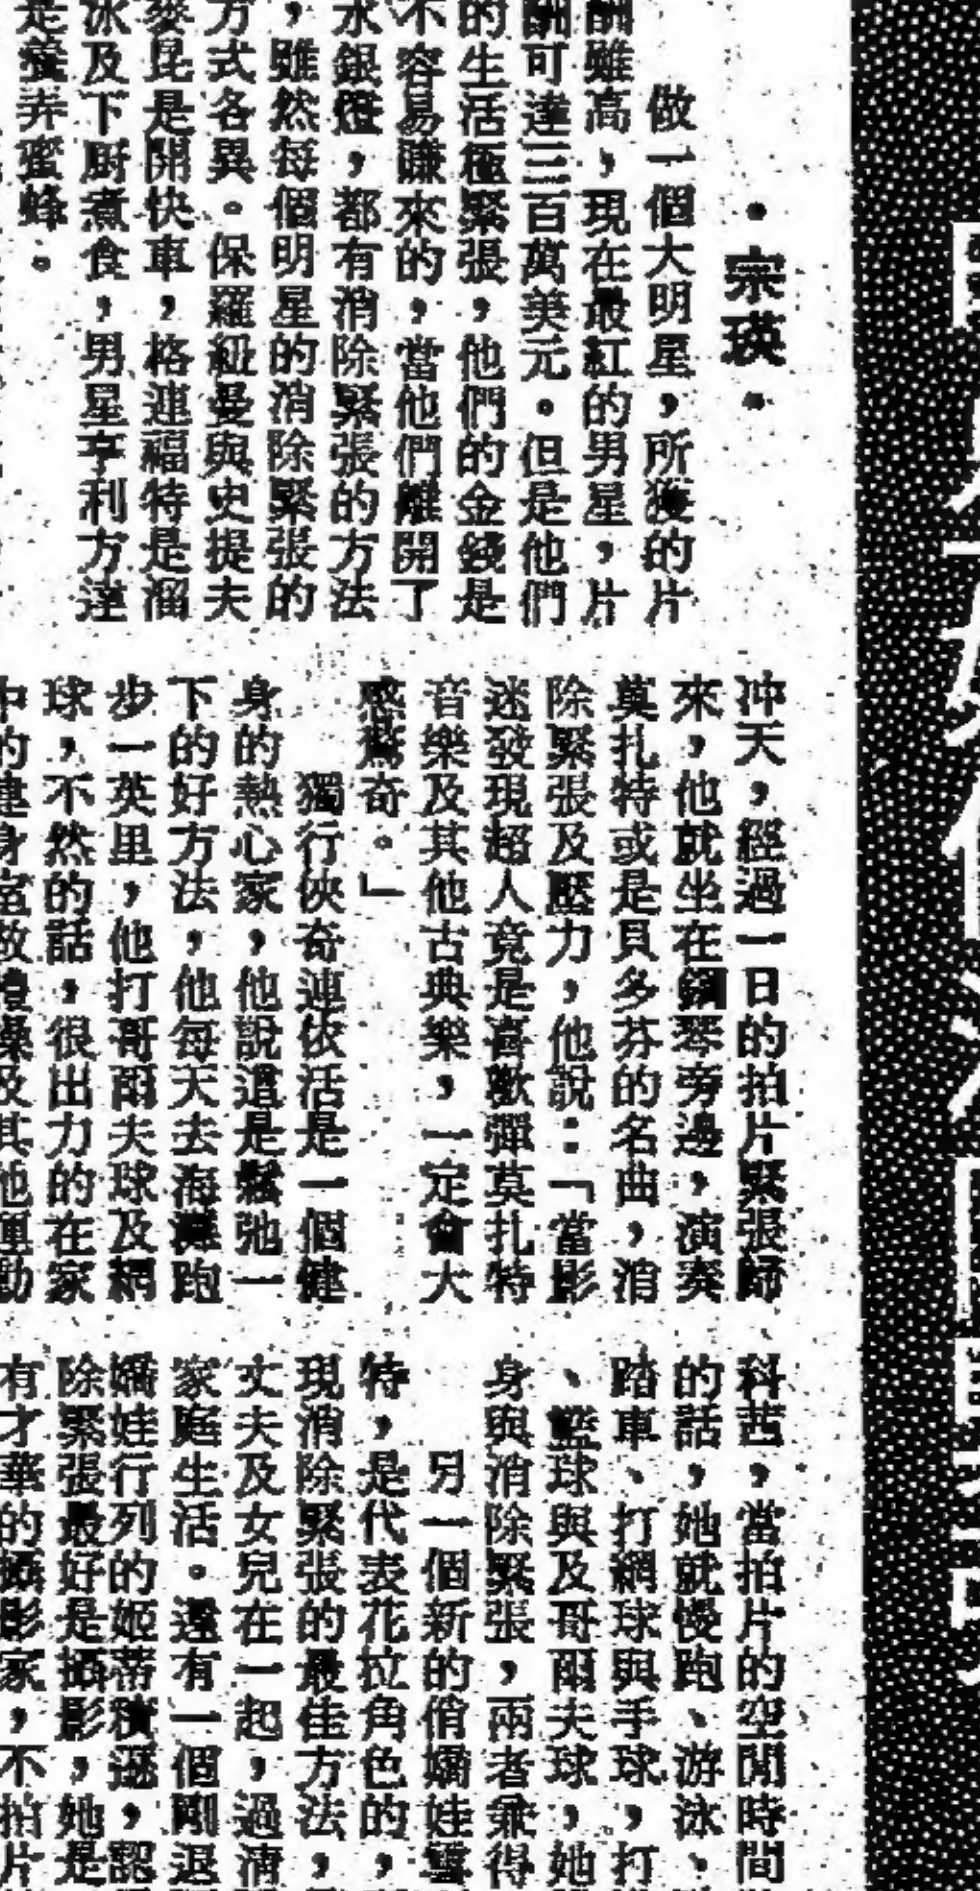 ·宗瑛·
做一個大明星，所獲的片
酬雖高，現在最紅的男星，片
酬可達三百萬美元。但是他們
的生活極緊張，他們的金錢是
不容易賺來的，當他們離開了
水銀燈，都有消除緊張的方法
，雖然每個明星的消除緊張的
方式各異。保羅紐曼與史提夫
麥昆是開快車，格連福特是溜
冰及下厨煮食，男星亨利方達
是養弄蜜蜂。
冲天，經過一日的拍片緊張歸
來，他就坐在鋼琴旁邊，演奏
莫扎特或是貝多芬的名曲，消
除緊張及壓力，他說：「當影
迷發現超人竟是喜歡彈莫扎特
音樂及其他古典樂，一定會大
感驚奇。」
獨行俠奇連依活是一個健
身的熱心家，他說這是鬆弛一
下的好方法，他每天去海灘跑
步一英里，他打哥爾夫球及網
球，不然的話，很出力的在家
中的健身室做體操及其他運動
科茜，當拍片的空閒時間
的話，她就慢跑、游泳、
踏車、打網球與手球，打
、籃球與及哥爾夫球，她
身與消除緊張，兩者兼得
另一個新的俏嬌娃雪
特，是代表花拉角色的，
現消除緊張的最佳方法，
丈夫及女兒在一起，過
家庭生活。還有一個剛退
嬌娃行列的姬蒂積遜，認
除緊張最好是攝影，她是
有才華的攝影家，不拍片